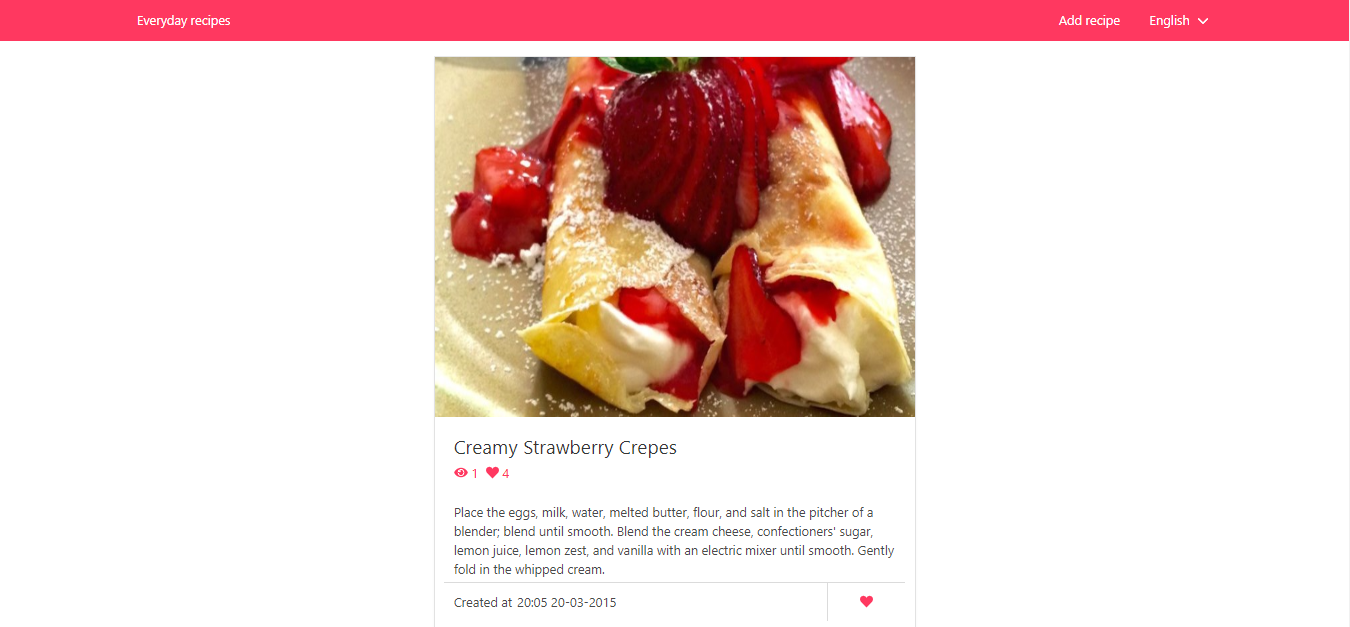 Everyday recipes
Add recipe
English
Creamy Strawberry Crepes
1 4
Place the eggs, milk, water, melted butter, flour, and salt in the pitcher of a
blender; blend until smooth. Blend the cream cheese, confectioners' sugar,
lemon juice, lemon zest, and vanilla with an electric mixer until smooth. Gently
fold in the whipped cream.
Created at 20:05 20-03-2015